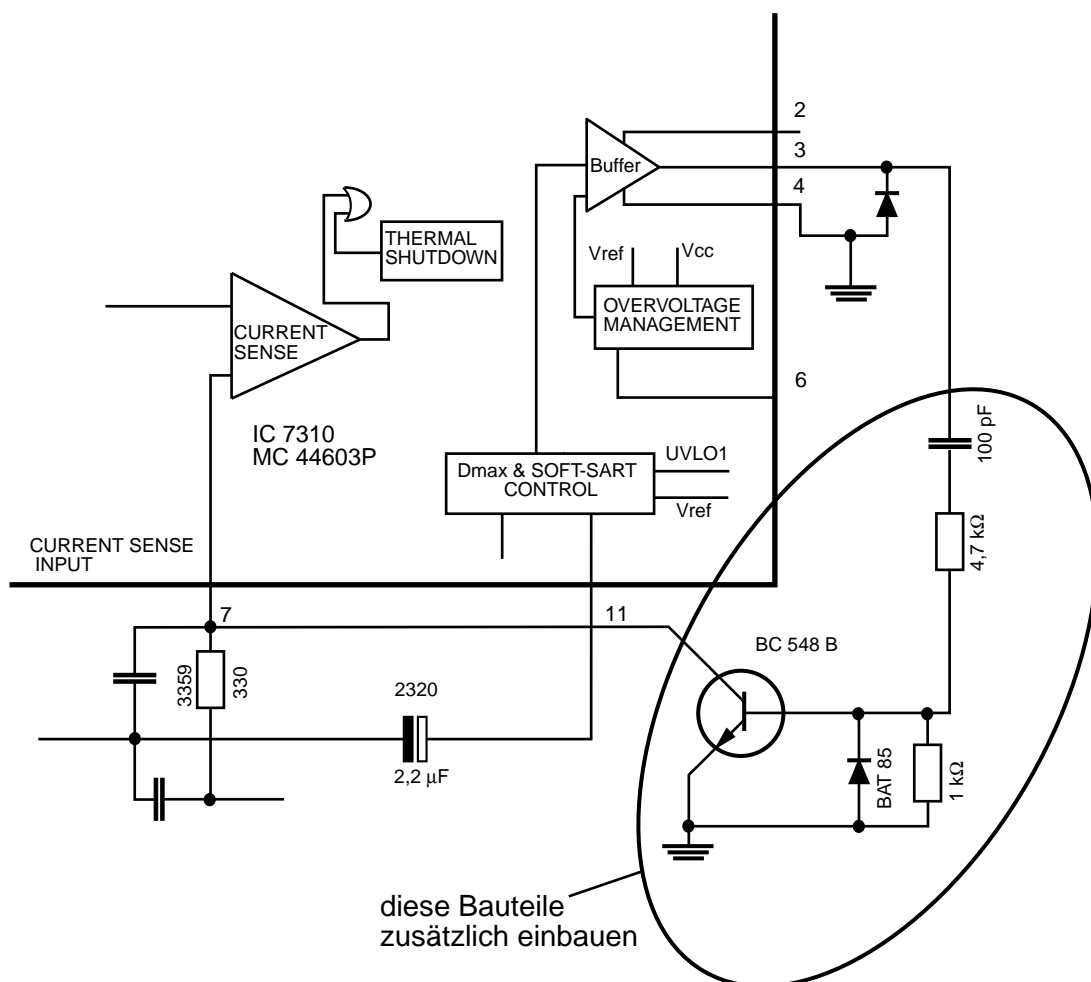 2
3
Buffer
4
THERMAL
SHUTDOWN
Vref
Vcc
OVERVOLTAGE
MANAGEMENT
CURRENT
SENSE
6
IC 7310
MC 44603P
100 pF
UVLO1
Dmax & SOFT-SART
CONTROL
Vref
4,7 kΩ
CURRENT SENSE
INPUT
7
11
BC 548 B
3359
330
2320
2,2 µF
BAT 85
1 kΩ
diese Bauteile
zusätzlich einbauen